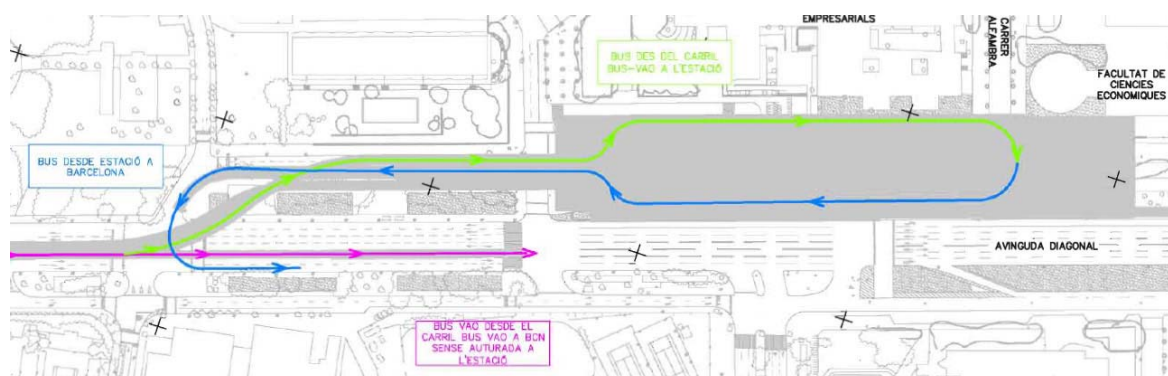 EMPRESARIALS
CARRER
ALFAMBRA
BUS DES DEL CARRIL
BUS-VAO A L'ESTACIÓ
FACULTAT DE
CIENCIES
ECONOMIQUES
BUS DESDE ESTACIÓ A
BARCELONA
AVINGUDA DIAGONAL
BUS VAO DESDE EL
CARRIL BUS VAO A BCN
SENSE AUTURADA A
L'ESTACIÓ